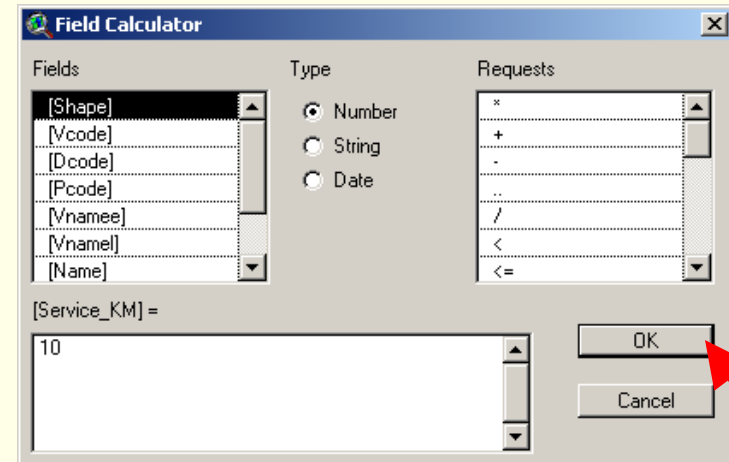 Field Calculator
Fields
Type
Requests
[Shape]
[Vcode]
[Dcode]
[Pcode]
[Vnamee]
[Vnamel]
[Name]
Number
String
Date
*
+
-
..
/
<
<=
[Service_KM] =
10
OK
Cancel